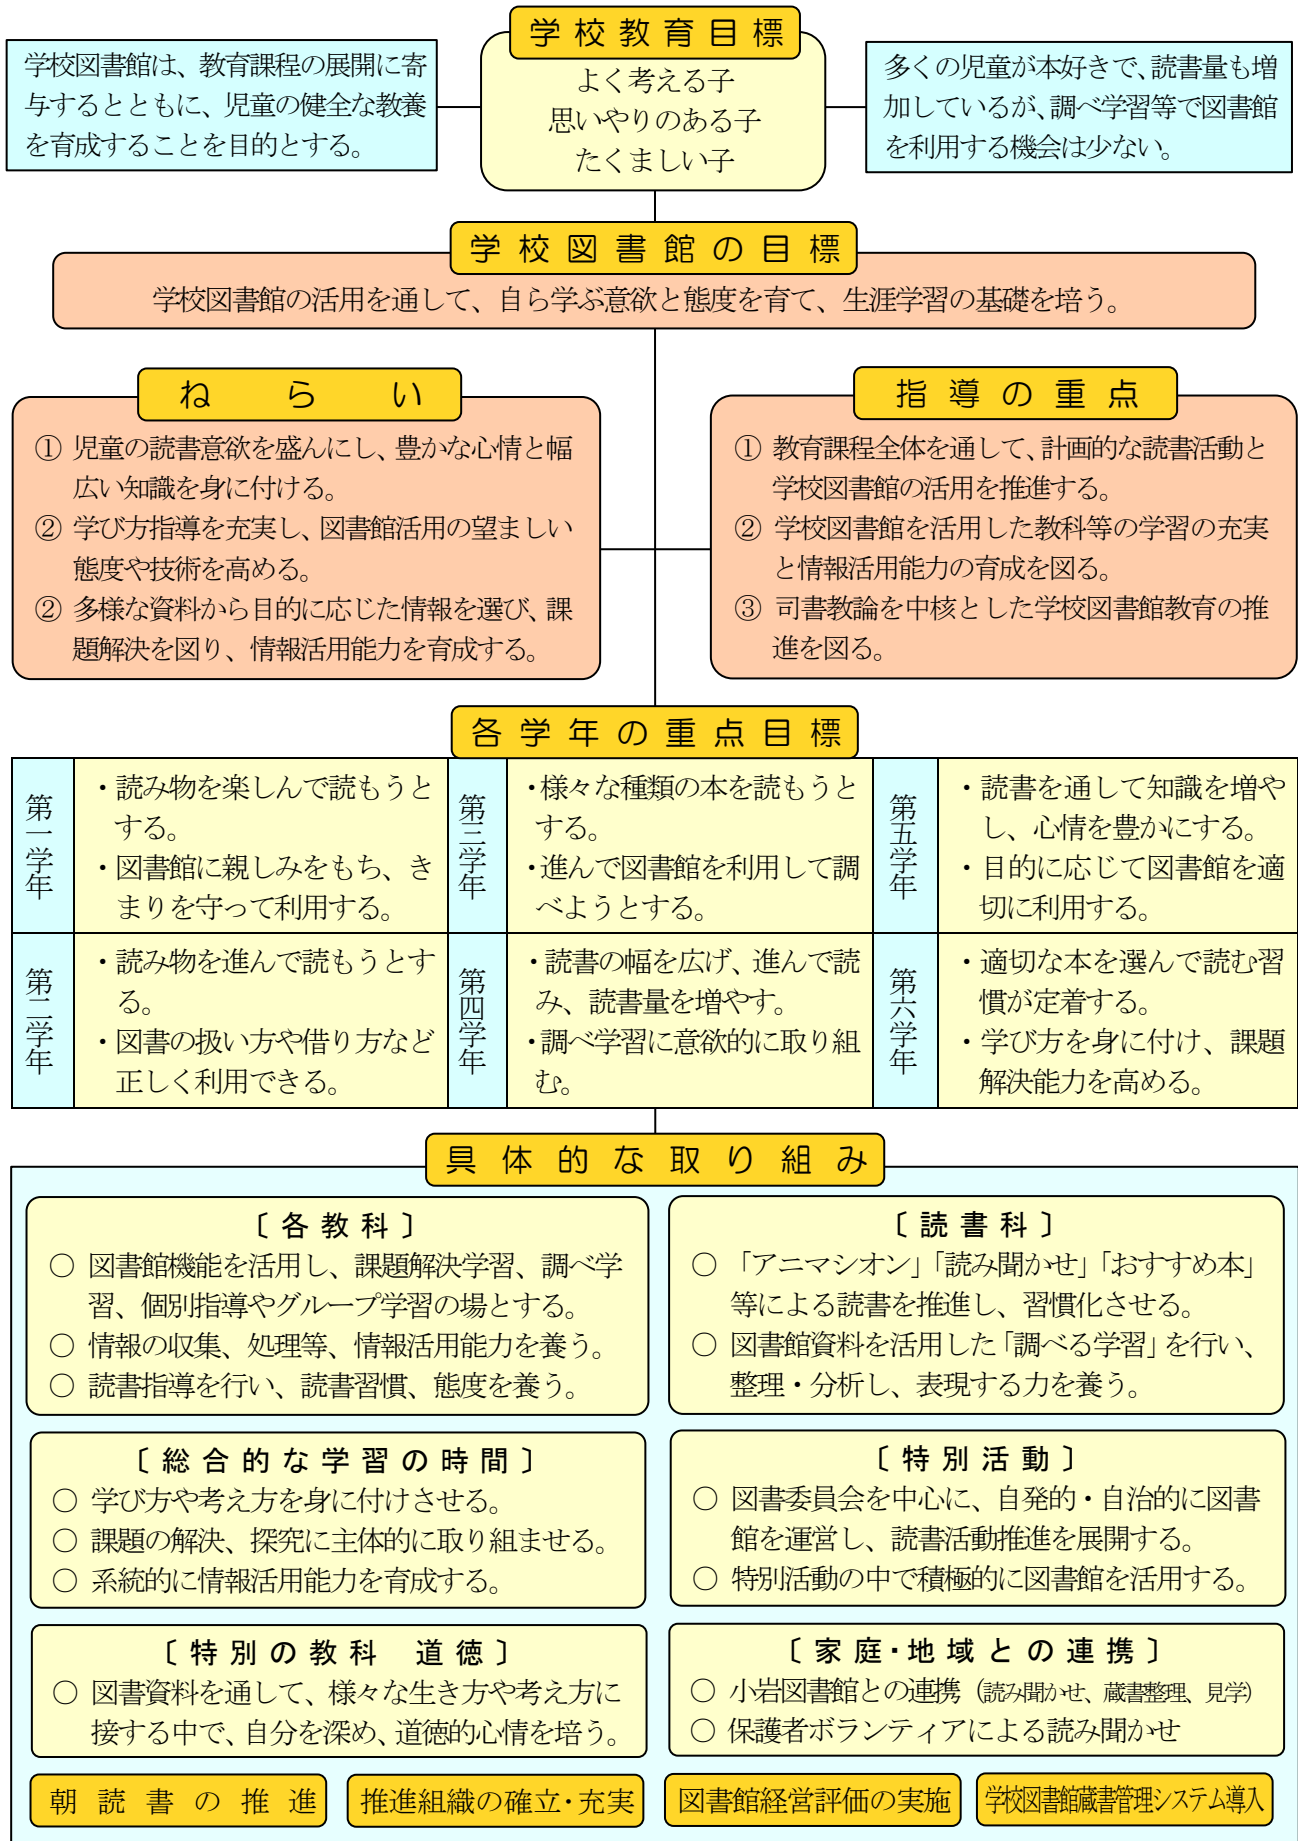 学校教育目標
学校図書館は、教育課程の展開に寄
与するとともに、児童の健全な教養
を育成することを目的とする。
よく考える子
思いやりのある子
たくましい子
多くの児童が本好きで、読書量も増
加しているが、調べ学習等で図書館
を利用する機会は少ない。
学校図書館の目標
学校図書館の活用を通して、自ら学ぶ意欲と態度を育て、生涯学習の基礎を培う。
ねらい
① 児童の読書意欲を盛んにし、豊かな心情と幅
広い知識を身に付ける。
② 学び方指導を充実し、図書館活用の望ましい
態度や技術を高める。
② 多様な資料から目的に応じた情報を選び、課
題解決を図り、情報活用能力を育成する。
指導の重点
① 教育課程全体を通して、計画的な読書活動と
学校図書館の活用を推進する。
② 学校図書館を活用した教科等の学習の充実
と情報活用能力の育成を図る。
③ 司書教諭を中核とした学校図書館教育の推
進を図る。
各学年の重点目標
第一学年
・読み物を楽しんで読もうと
する。
・図書館に親しみをもち、き
まりを守って利用する。
第三学年
・様々な種類の本を読もうと
する。
・進んで図書館を利用して調
べようとする。
第五学年
・読書を通して知識を増や
し、心情を豊かにする。
・目的に応じて図書館を適
切に利用する。
第二学年
・読み物を進んで読もうとす
る。
・図書の扱い方や借り方など
正しく利用できる。
第四学年
・読書の幅を広げ、進んで読
み、読書量を増やす。
・調べ学習に意欲的に取り組
む。
第六学年
・適切な本を選んで読む習
慣が定着する。
・学び方を身に付け、課題
解決能力を高める。
具体的な取り組み
〔各教科〕
○ 図書館機能を活用し、課題解決学習、調べ学
習、個別指導やグループ学習の場とする。
○ 情報の収集、処理等、情報活用能力を養う。
○ 読書指導を行い、読書習慣、態度を養う。
〔読書科〕
○ 「アニマシオン」「読み聞かせ」「おすすめ本」
等による読書を推進し、習慣化させる。
○ 図書館資料を活用した「調べる学習」を行い、
整理・分析し、表現する力を養う。
〔総合的な学習の時間〕
○ 学び方や考え方を身に付けさせる。
○ 課題の解決、探究に主体的に取り組ませる。
○ 系統的に情報活用能力を育成する。
〔特別活動〕
○ 図書委員会を中心に、自発的・自治的に図書
館を運営し、読書活動推進を展開する。
○ 特別活動の中で積極的に図書館を活用する。
〔特別の教科 道徳〕
○ 図書資料を通して、様々な生き方や考え方に
接する中で、自分を深め、道徳的心情を培う。
〔家庭・地域との連携〕
○ 小岩図書館との連携（読み聞かせ、蔵書整理、見学）
○ 保護者ボランティアによる読み聞かせ
朝読書の推進
推進組織の確立・充実
図書館経営評価の実施
学校図書館蔵書管理システム導入